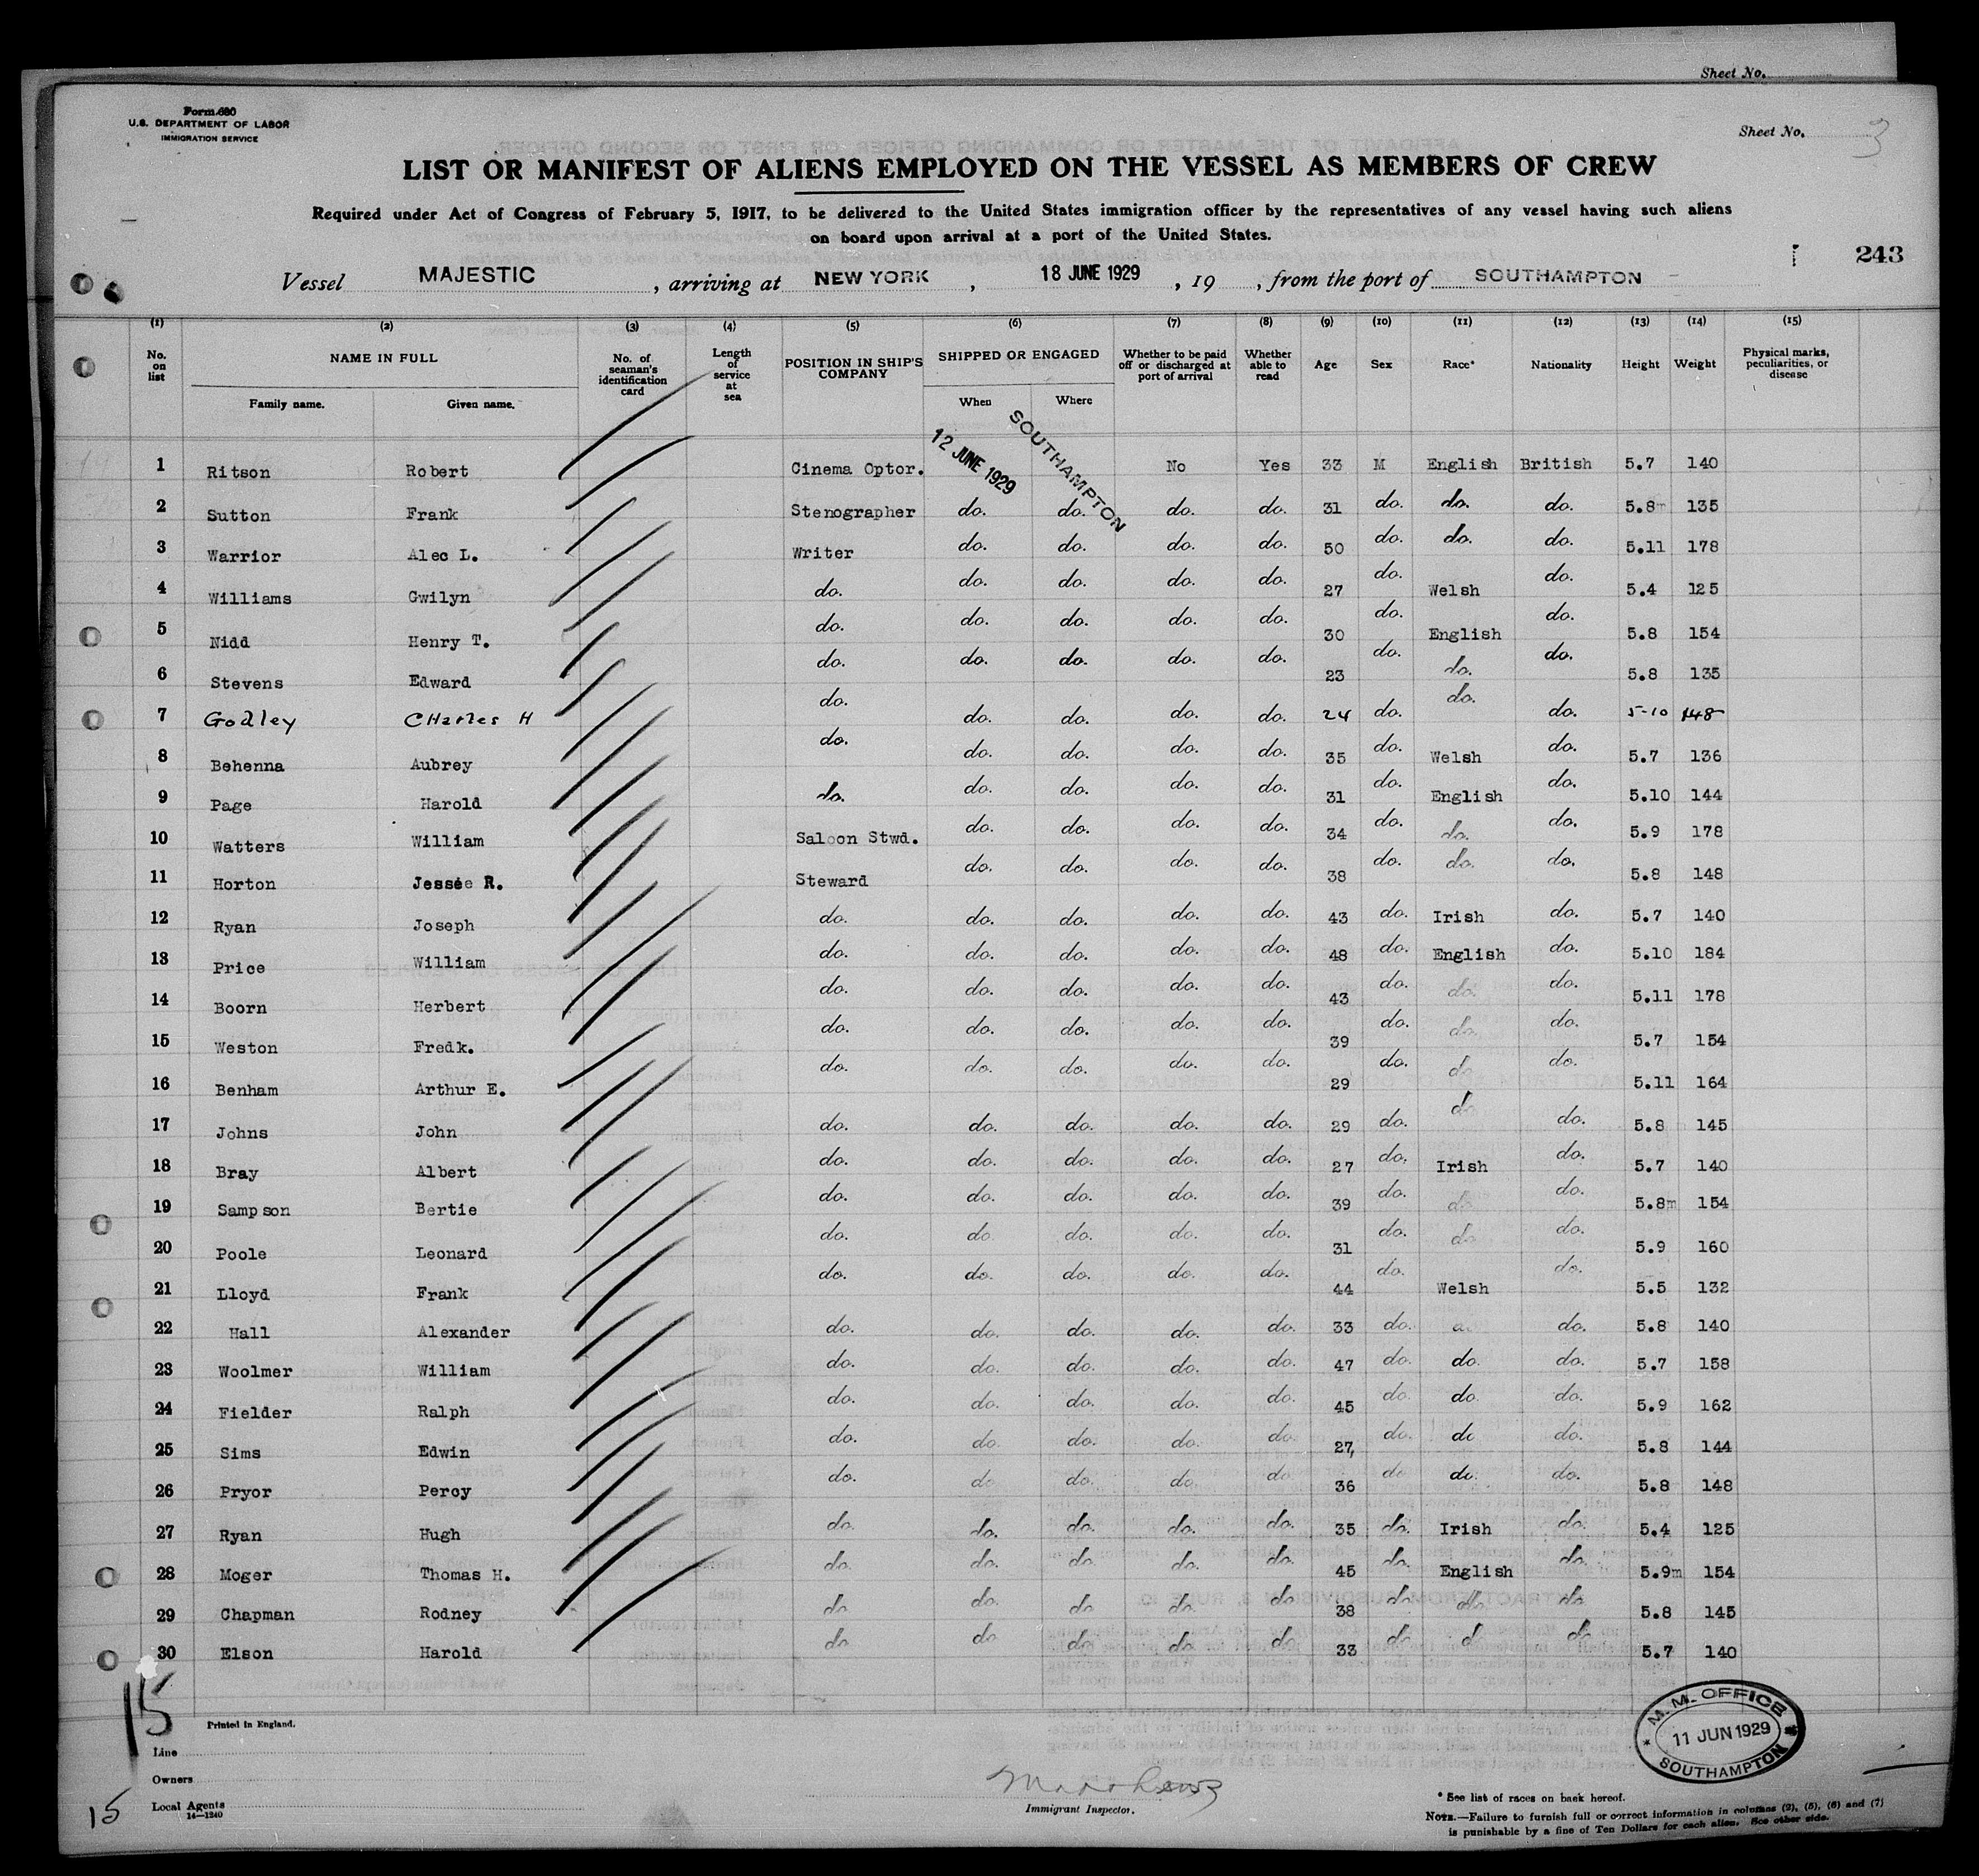 Sheet No.
Form 680
U.S. DEPARTMENT OF LABOR
IMMIGRATION SERVICE
Sheet No. 3
LIST OR MANIFEST OF ALIENS EMPLOYED ON THE VESSEL AS MEMBERS OF CREW
Required under Act of Congress of February 5, 1917, to be delivered to the United States immigration officer by the representatives of any vessel having such aliens
on board upon arrival at a port of the United States.
243
Vessel MAJESTIC, arriving at NEW YORK, 18 JUNE 1929, 19 , from the port of SOUTHAMPTON
(1) (2) (3) (4) (5) (6) (7) (8) (9) (10) (11) (12) (13) (14) (15)
No. on list NAME IN FULL No. of seaman's identification card Length of service at sea POSITION IN SHIP'S COMPANY SHIPPED OR ENGAGED Whether to be paid off or discharged at port of arrival Whether able to read Age Sex Race* Nationality Height Weight Physical marks, peculiarities, or disease
Family name. Given name. When Where
12 JUNE 1929 SOUTHAMPTON
1 Ritson Robert Cinema Optor. No Yes 33 M English British 5.7 140
2 Sutton Frank Stenographer do. do. do. do. 31 do. do. do. 5.8 135
3 Warrior Alec L. Writer do. do. do. do. 50 do. do. do. 5.11 178
4 Williams Gwilyn do. do. do. do. do. 27 do. Welsh do. 5.4 125
5 Nidd Henry T. do. do. do. do. do. 30 do. English do. 5.8 154
6 Stevens Edward do. do. do. do. do. 23 do. do. do. 5.8 135
7 Godley CHarles H do. do. do. do. do. 24 do. do. do. 5-10 148
8 Behenna Aubrey do. do. do. do. do. 35 do. Welsh do. 5.7 136
9 Page Harold do. do. do. do. do. 31 do. English do. 5.10 144
10 Watters William Saloon Stwd. do. do. do. do. 34 do. do. do. 5.9 178
11 Horton Jessee R. Steward do. do. do. do. 38 do. do. do. 5.8 148
12 Ryan Joseph do. do. do. do. do. 43 do. Irish do. 5.7 140
13 Price William do. do. do. do. do. 48 do. English do. 5.10 184
14 Boorn Herbert do. do. do. do. do. 43 do. do. do. 5.11 178
15 Weston Fredk. do. do. do. do. do. 39 do. do. do. 5.7 154
16 Benham Arthur E. do. do. do. do. do. 29 do. do do. 5.11 164
17 Johns John do. do. do. do. do. 29 do. do do. 5.8 145
18 Bray Albert do. do. do. do. do. 27 do. Irish do. 5.7 140
19 Sampson Bertie do. do. do. do. do. 39 do. do do. 5.8m 154
20 Poole Leonard do. do. do. do. do. 31 do. do do. 5.9 160
21 Lloyd Frank do. do. do. do. do. 44 do. Welsh do. 5.5 132
22 Hall Alexander do. do. do. do. do. 33 do. do. 5.8 140
23 Woolmer William do. do. do. do. do. 47 do. do. do. 5.7 158
24 Fielder Ralph do. do. do. do. do. 45 do. do. do. 5.9 162
25 Sims Edwin do. do. do. do. do. 27, do. do do. 5.8 144
26 Pryor Percy do. do. do. do. do. 36 do do. do. 5.8 148
27 Ryan Hugh do. do. do. do. do. 35 do. Irish do. 5.4 125
28 Moger Thomas H. do. do. do. do. do. 45 do. English do. 5.9m 154
29 Chapman Rodney do do. do do. do 38 do do. do 5.8 145
30 Elson Harold do do do do do 33 do d do 5.7 140
15
Printed in England.
Line
Owners
Local Agents
14—1240
15
Immigrant Inspector.
M. M. OFFICE
11 JUN 1929
SOUTHAMPTON
* See list of races on back hereof.
NOTE.—Failure to furnish full or correct information in columns (2), (5), (6) and (7)
is punishable by a fine of Ten Dollars for each alien. See other side.